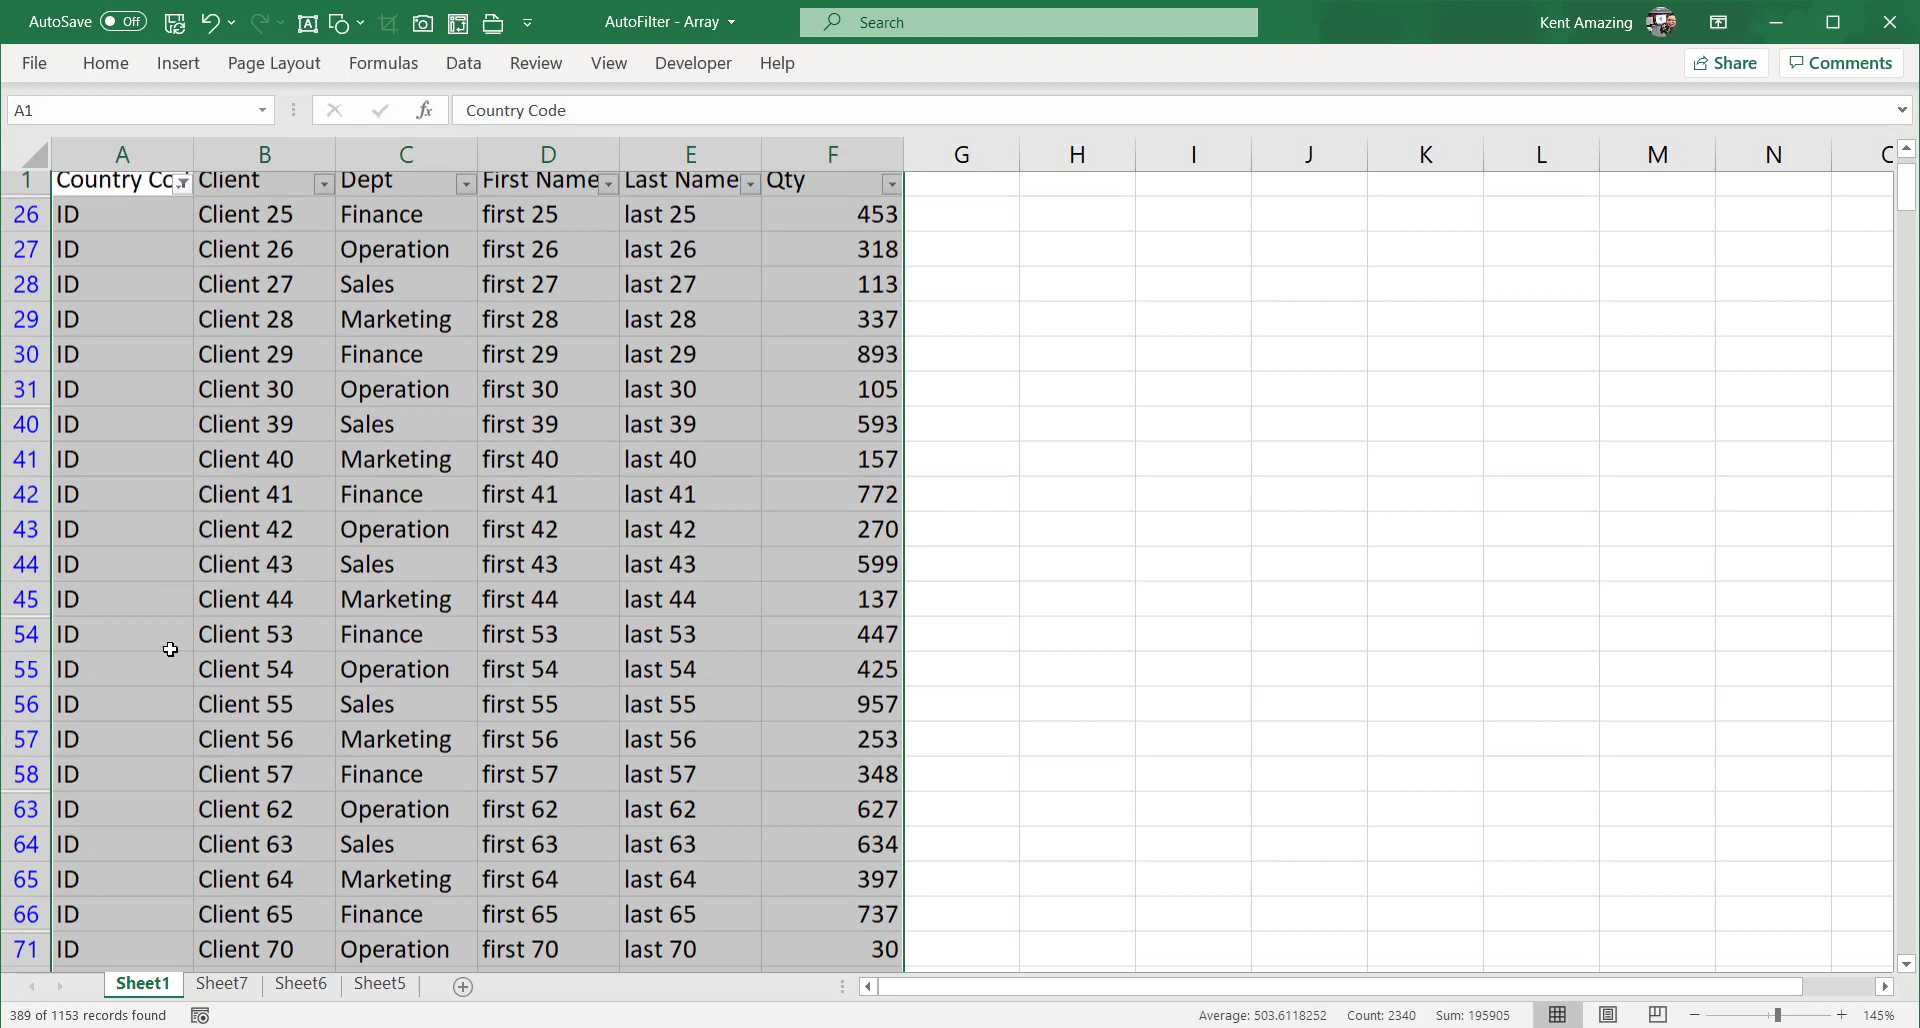 AutoSave Off AutoFilter - Array Search Kent Amazing
File Home Insert Page Layout Formulas Data Review View Developer Help Share Comments
A1 fx Country Code
A B C D E F G H I J K L M N
1 Country Co Client Dept First Name Last Name Qty
26 ID Client 25 Finance first 25 last 25 453
27 ID Client 26 Operation first 26 last 26 318
28 ID Client 27 Sales first 27 last 27 113
29 ID Client 28 Marketing first 28 last 28 337
30 ID Client 29 Finance first 29 last 29 893
31 ID Client 30 Operation first 30 last 30 105
40 ID Client 39 Sales first 39 last 39 593
41 ID Client 40 Marketing first 40 last 40 157
42 ID Client 41 Finance first 41 last 41 772
43 ID Client 42 Operation first 42 last 42 270
44 ID Client 43 Sales first 43 last 43 599
45 ID Client 44 Marketing first 44 last 44 137
54 ID Client 53 Finance first 53 last 53 447
55 ID Client 54 Operation first 54 last 54 425
56 ID Client 55 Sales first 55 last 55 957
57 ID Client 56 Marketing first 56 last 56 253
58 ID Client 57 Finance first 57 last 57 348
63 ID Client 62 Operation first 62 last 62 627
64 ID Client 63 Sales first 63 last 63 634
65 ID Client 64 Marketing first 64 last 64 397
66 ID Client 65 Finance first 65 last 65 737
71 ID Client 70 Operation first 70 last 70 30
Sheet1 Sheet7 Sheet6 Sheet5
389 of 1153 records found Average: 503.6118252 Count: 2340 Sum: 195905 145%